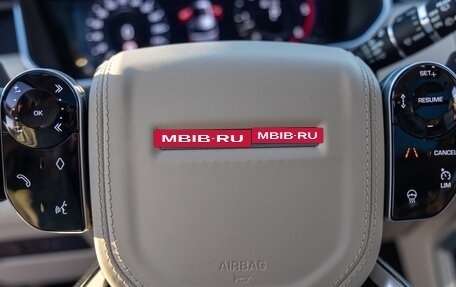 SET+
OK
RESUME
MBIB·RU MBIB·RU
CANCEL
LIM
AIRBAG